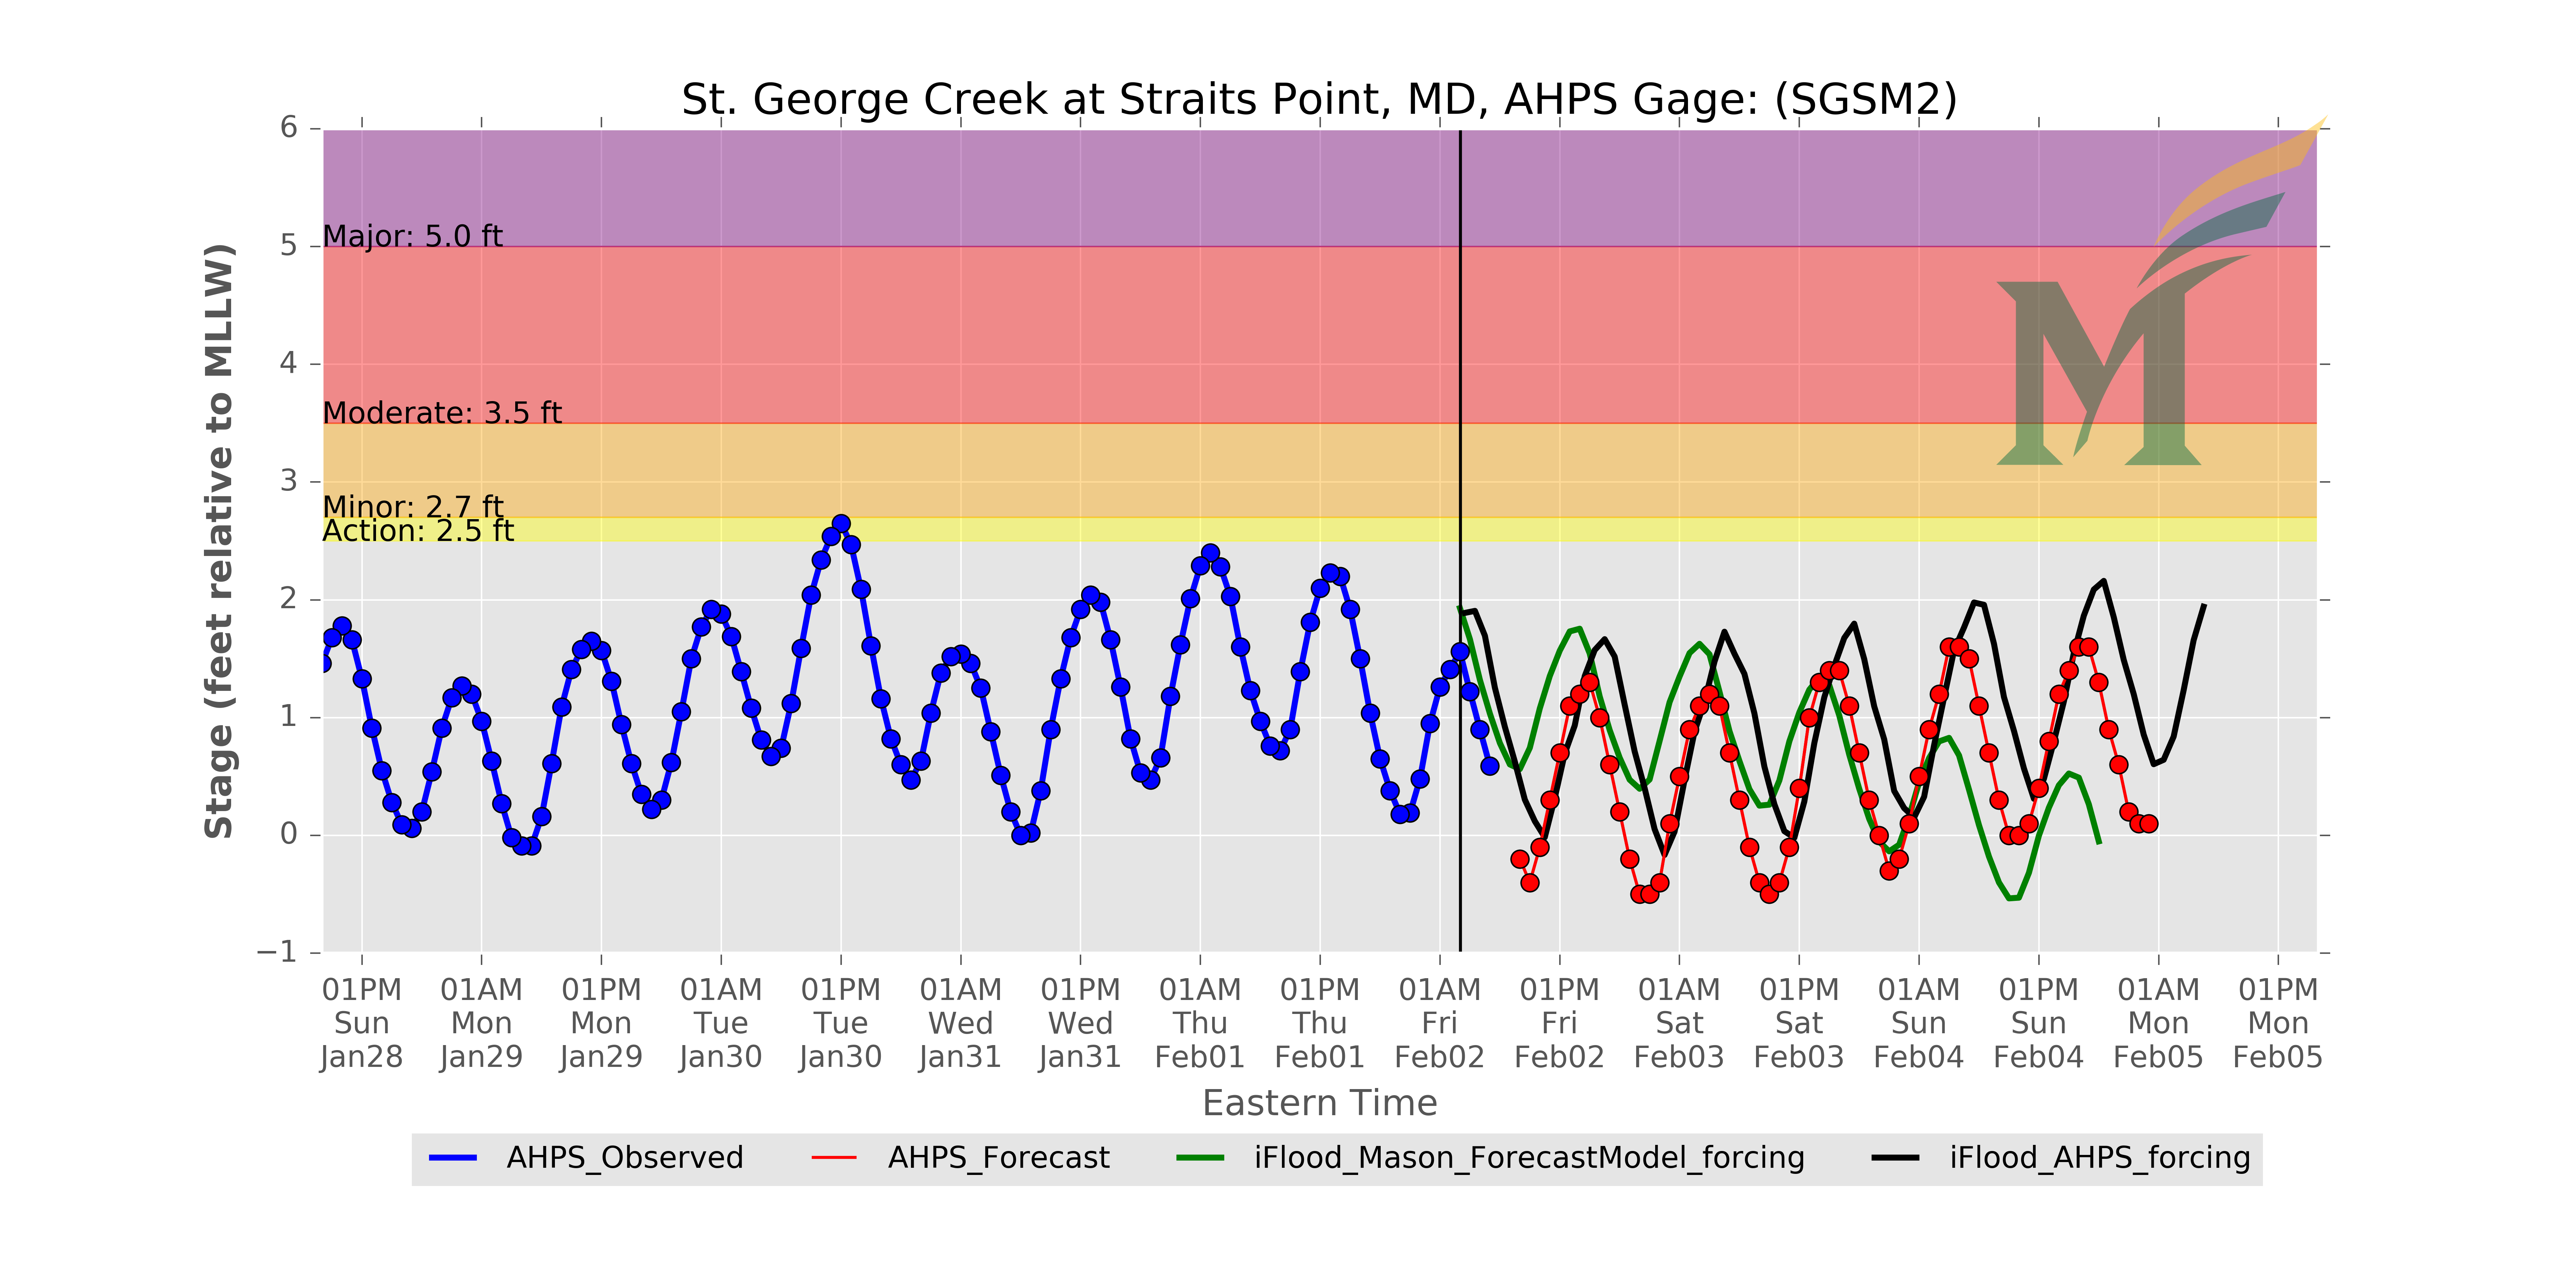 St. George Creek at Straits Point, MD, AHPS Gage: (SGSM2)
Stage (feet relative to MLLW)
6
5
4
3
2
1
0
−1
Major: 5.0 ft
Moderate: 3.5 ft
Minor: 2.7 ft
Action: 2.5 ft
M
01PM 01AM 01PM 01AM 01PM 01AM 01PM 01AM 01PM 01AM 01PM 01AM 01PM 01AM 01PM 01AM 01PM
Sun Mon Mon Tue Tue Wed Wed Thu Thu Fri Fri Sat Sat Sun Sun Mon Mon
Jan28 Jan29 Jan29 Jan30 Jan30 Jan31 Jan31 Feb01 Feb01 Feb02 Feb02 Feb03 Feb03 Feb04 Feb04 Feb05 Feb05
Eastern Time
AHPS_Observed AHPS_Forecast iFlood_Mason_ForecastModel_forcing iFlood_AHPS_forcing